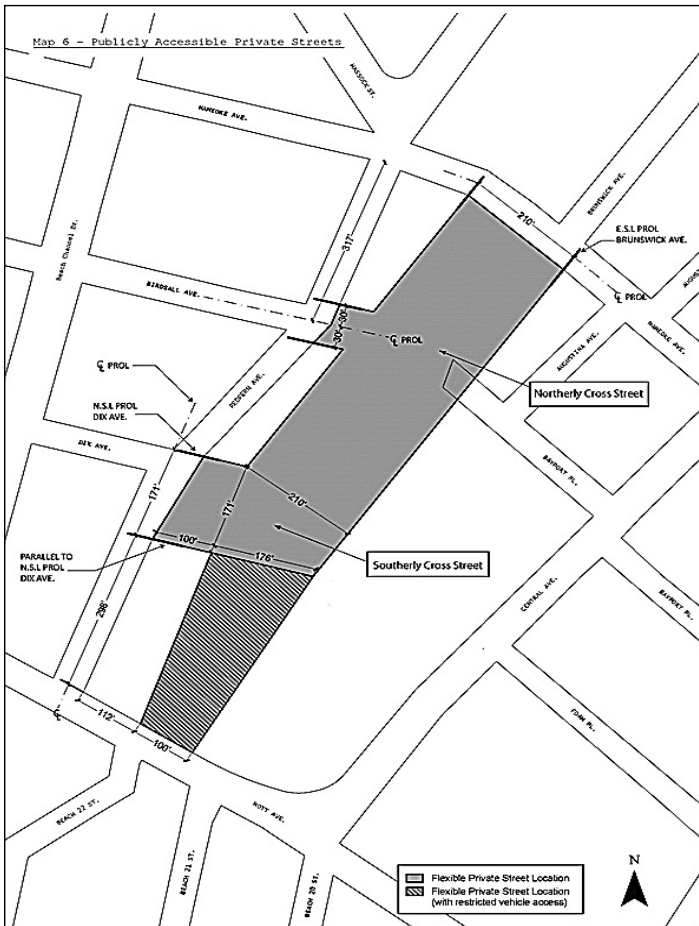 Map 6 - Publicly Accessible Private Streets
HASSOCK ST.
NAMEOKE AVE.
BRUNSWICK AVE.
210'
E.S.L PROL
BRUNSWICK AVE.
317'
Beach Channel Dr.
BIRDSALL AVE.
30'
30'
℄ PROL
℄ PROL
AUGUSTINA AVE.
NAMEOKE AVE.
Northerly Cross Street
℄ PROL
REDFERN AVE.
N.S.L PROL
DIX AVE.
DIX AVE.
BAYPORT PL.
171'
210'
171'
100'
176'
Southerly Cross Street
PARALLEL TO
N.S.L PROL
DIX AVE.
CENTRAL AVE.
BAYPORT PL.
296'
FOAM PL.
℄
112'
100'
MOTT AVE.
BEACH 22 ST.
BEACH 21 ST.
BEACH 20 ST.
N
Flexible Private Street Location
Flexible Private Street Location
(with restricted vehicle access)